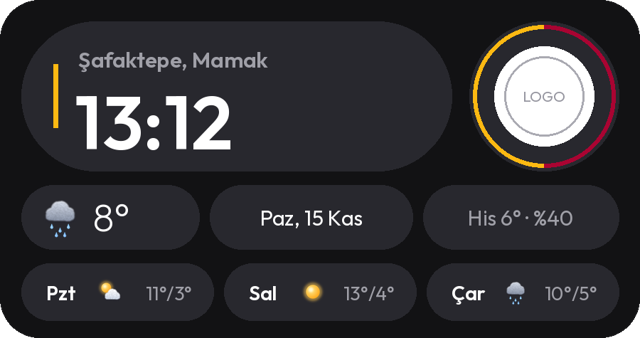 Şafaktepe, Mamak
13:12
LOGO
8°
Paz, 15 Kas
His 6° · %40
Pzt 11°/3°
Sal 13°/4°
Çar 10°/5°